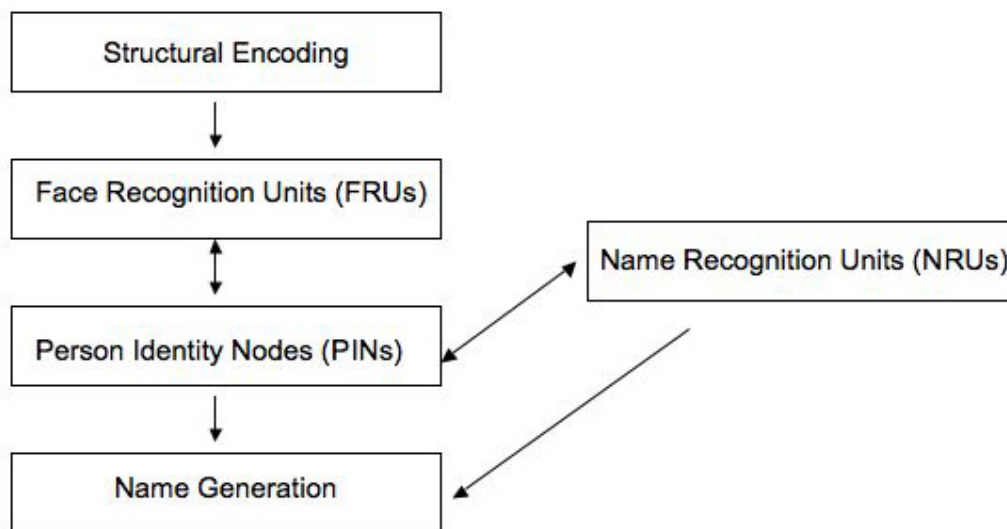 Structural Encoding
Face Recognition Units (FRUs)
Name Recognition Units (NRUs)
Person Identity Nodes (PINs)
Name Generation